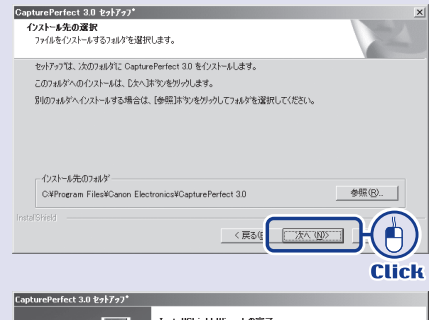 CapturePerfect 3.0 セットアップ
インストール先の選択
ファイルをインストールするフォルダを選択します。
セットアップは、次のフォルダに CapturePerfect 3.0 をインストールします。
このフォルダへのインストールは、[次へ]ボタンをクリックします。
別のフォルダへインストールする場合は、[参照]ボタンをクリックしてフォルダを選択してください。
インストール先のフォルダ
C:¥Program Files¥Canon Electronics¥CapturePerfect 3.0
参照(R)...
InstallShield
< 戻る(B)
次へ (N)>
Click
CapturePerfect 3.0 セットアップ
InstallShield Wizard の完了